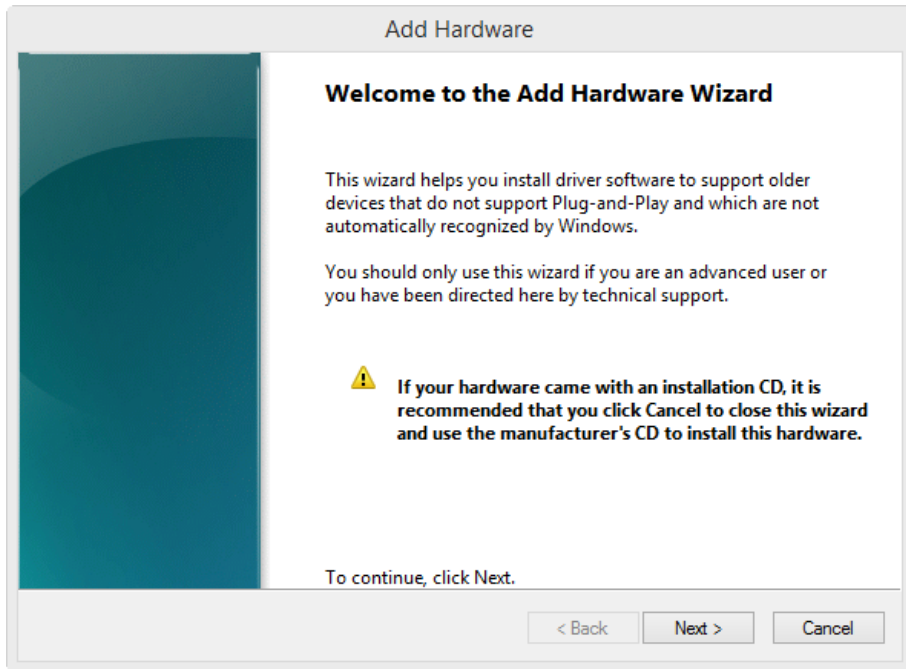 Add Hardware
Welcome to the Add Hardware Wizard
This wizard helps you install driver software to support older
devices that do not support Plug-and-Play and which are not
automatically recognized by Windows.
You should only use this wizard if you are an advanced user or
you have been directed here by technical support.
If your hardware came with an installation CD, it is
recommended that you click Cancel to close this wizard
and use the manufacturer's CD to install this hardware.
To continue, click Next.
< Back Next > Cancel